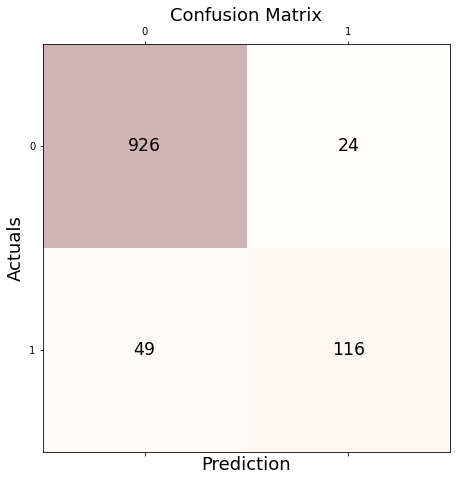 Confusion Matrix
0 1
0 926 24
Actuals
1 49 116
Prediction